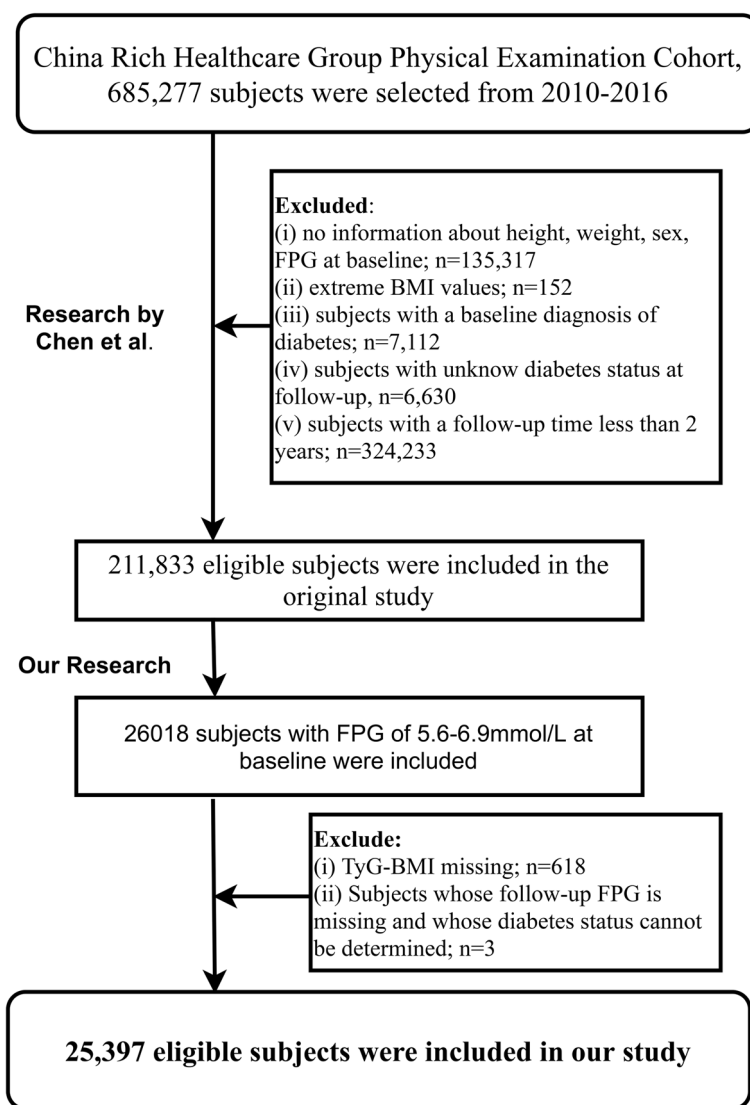 China Rich Healthcare Group Physical Examination Cohort,
685,277 subjects were selected from 2010-2016
Excluded:
(i) no information about height, weight, sex,
FPG at baseline; n=135,317
(ii) extreme BMI values; n=152
(iii) subjects with a baseline diagnosis of
diabetes; n=7,112
(iv) subjects with unknow diabetes status at
follow-up, n=6,630
(v) subjects with a follow-up time less than 2
years; n=324,233
Research by
Chen et al.
211,833 eligible subjects were included in the
original study
Our Research
26018 subjects with FPG of 5.6-6.9mmol/L at
baseline were included
Exclude:
(i) TyG-BMI missing; n=618
(ii) Subjects whose follow-up FPG is
missing and whose diabetes status cannot
be determined; n=3
25,397 eligible subjects were included in our study